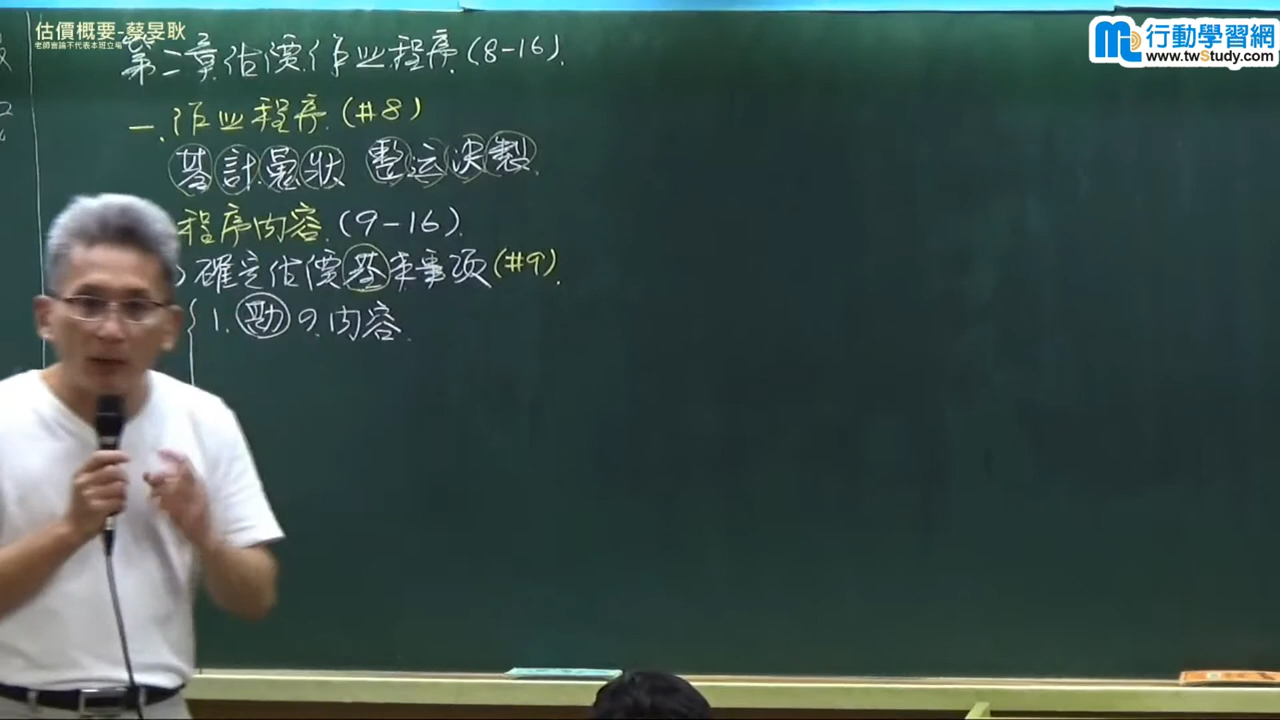 估價概要-蔡旻耿
老師言論不代表本班立場
行動學習網
www.twStudy.com
第二章估價作业程序(8-16).
一.作业程序.(#8)
基計蒐狀 整运决製.
程序内容.(9-16).
)確定估價基本事項(#9).
1.勘の内容.